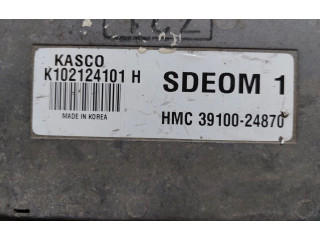 KASCO
K102124101 H
SDEOM 1
MADE IN KOREA
HMC 39100-24870